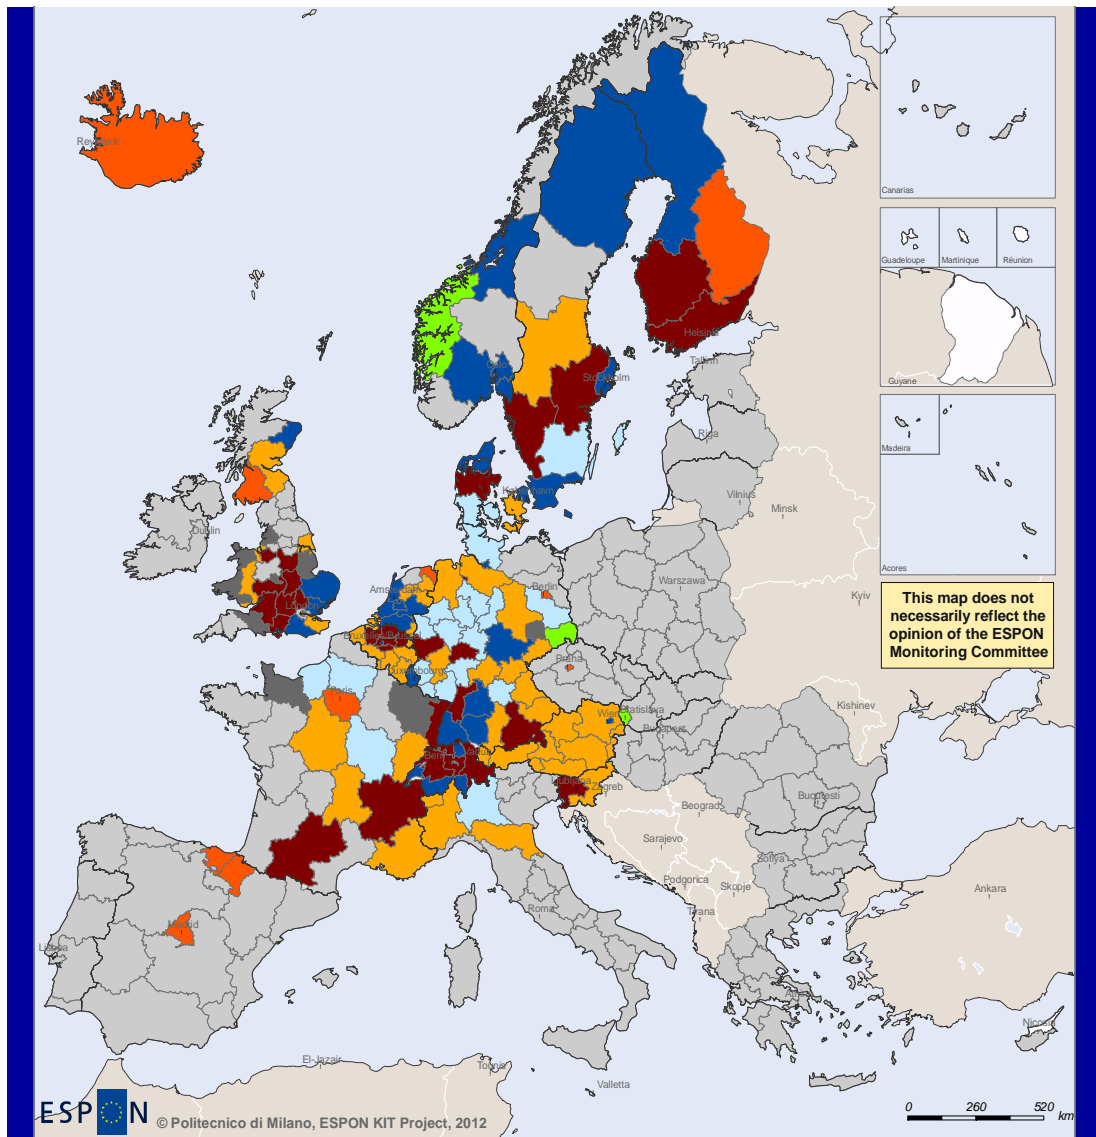 Canarias
Reykjavik
Guadeloupe
Martinique
Réunion
Helsinki
Oslo
Tallinn
Stockholm
Guyane
Riga
Madeira
København
Vilnius
Minsk
Dublin
Acores
Amsterdam
Berlin
Warszawa
Kyiv
London
This map does not
necessarily reflect the
opinion of the ESPON
Monitoring Committee
Bruxelles/Brussel
Praha
Luxembourg
Paris
Kishinev
Wien
Bratislava
Budapest
Bern
Vaduz
Ljubljana
Zagreb
Beograd
Bucuresti
Sarajevo
Sofiya
Podgorica
Skopje
Ankara
Roma
Tirana
Madrid
Lisboa
Nicosia
El-Jazair
Tounis
Valletta
ESPON
© Politecnico di Milano, ESPON KIT Project, 2012
0 260 520
km